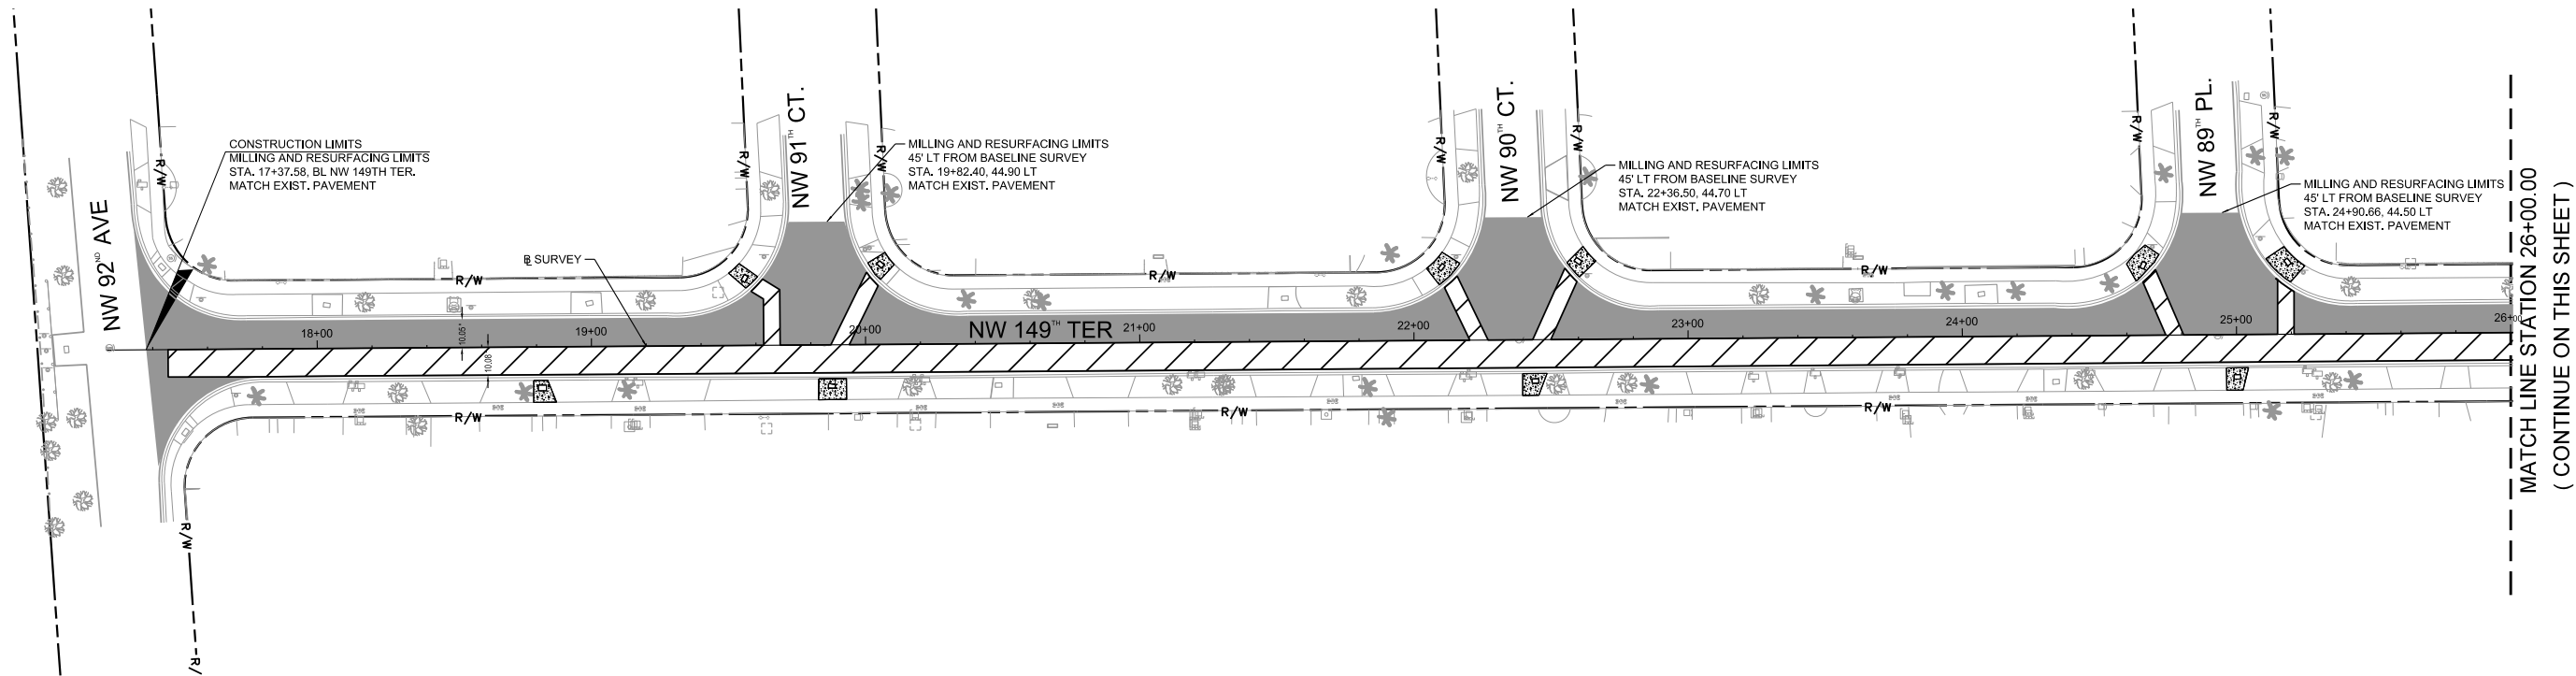 CONSTRUCTION LIMITS
MILLING AND RESURFACING LIMITS
STA. 17+37.58, BL NW 149TH TER.
MATCH EXIST. PAVEMENT
NW 92ND AVE
NW 91TH CT.
MILLING AND RESURFACING LIMITS
45' LT FROM BASELINE SURVEY
STA. 19+82.40, 44.90 LT
MATCH EXIST. PAVEMENT
NW 90TH CT.
MILLING AND RESURFACING LIMITS
45' LT FROM BASELINE SURVEY
STA. 22+36.50, 44.70 LT
MATCH EXIST. PAVEMENT
NW 89TH PL.
MILLING AND RESURFACING LIMITS
45' LT FROM BASELINE SURVEY
STA. 24+90.66, 44.50 LT
MATCH EXIST. PAVEMENT
MATCH LINE STATION 26+00.00
( CONTINUE ON THIS SHEET )
R/W
R/W
R/W
R/W
R/W
R/W
R/W
R/W
R/W
B SURVEY
10.05'
10.08'
18+00
19+00
20+00
NW 149TH TER
21+00
22+00
23+00
24+00
25+00
26+00
R/W
R/W
R/W
R/W
R/